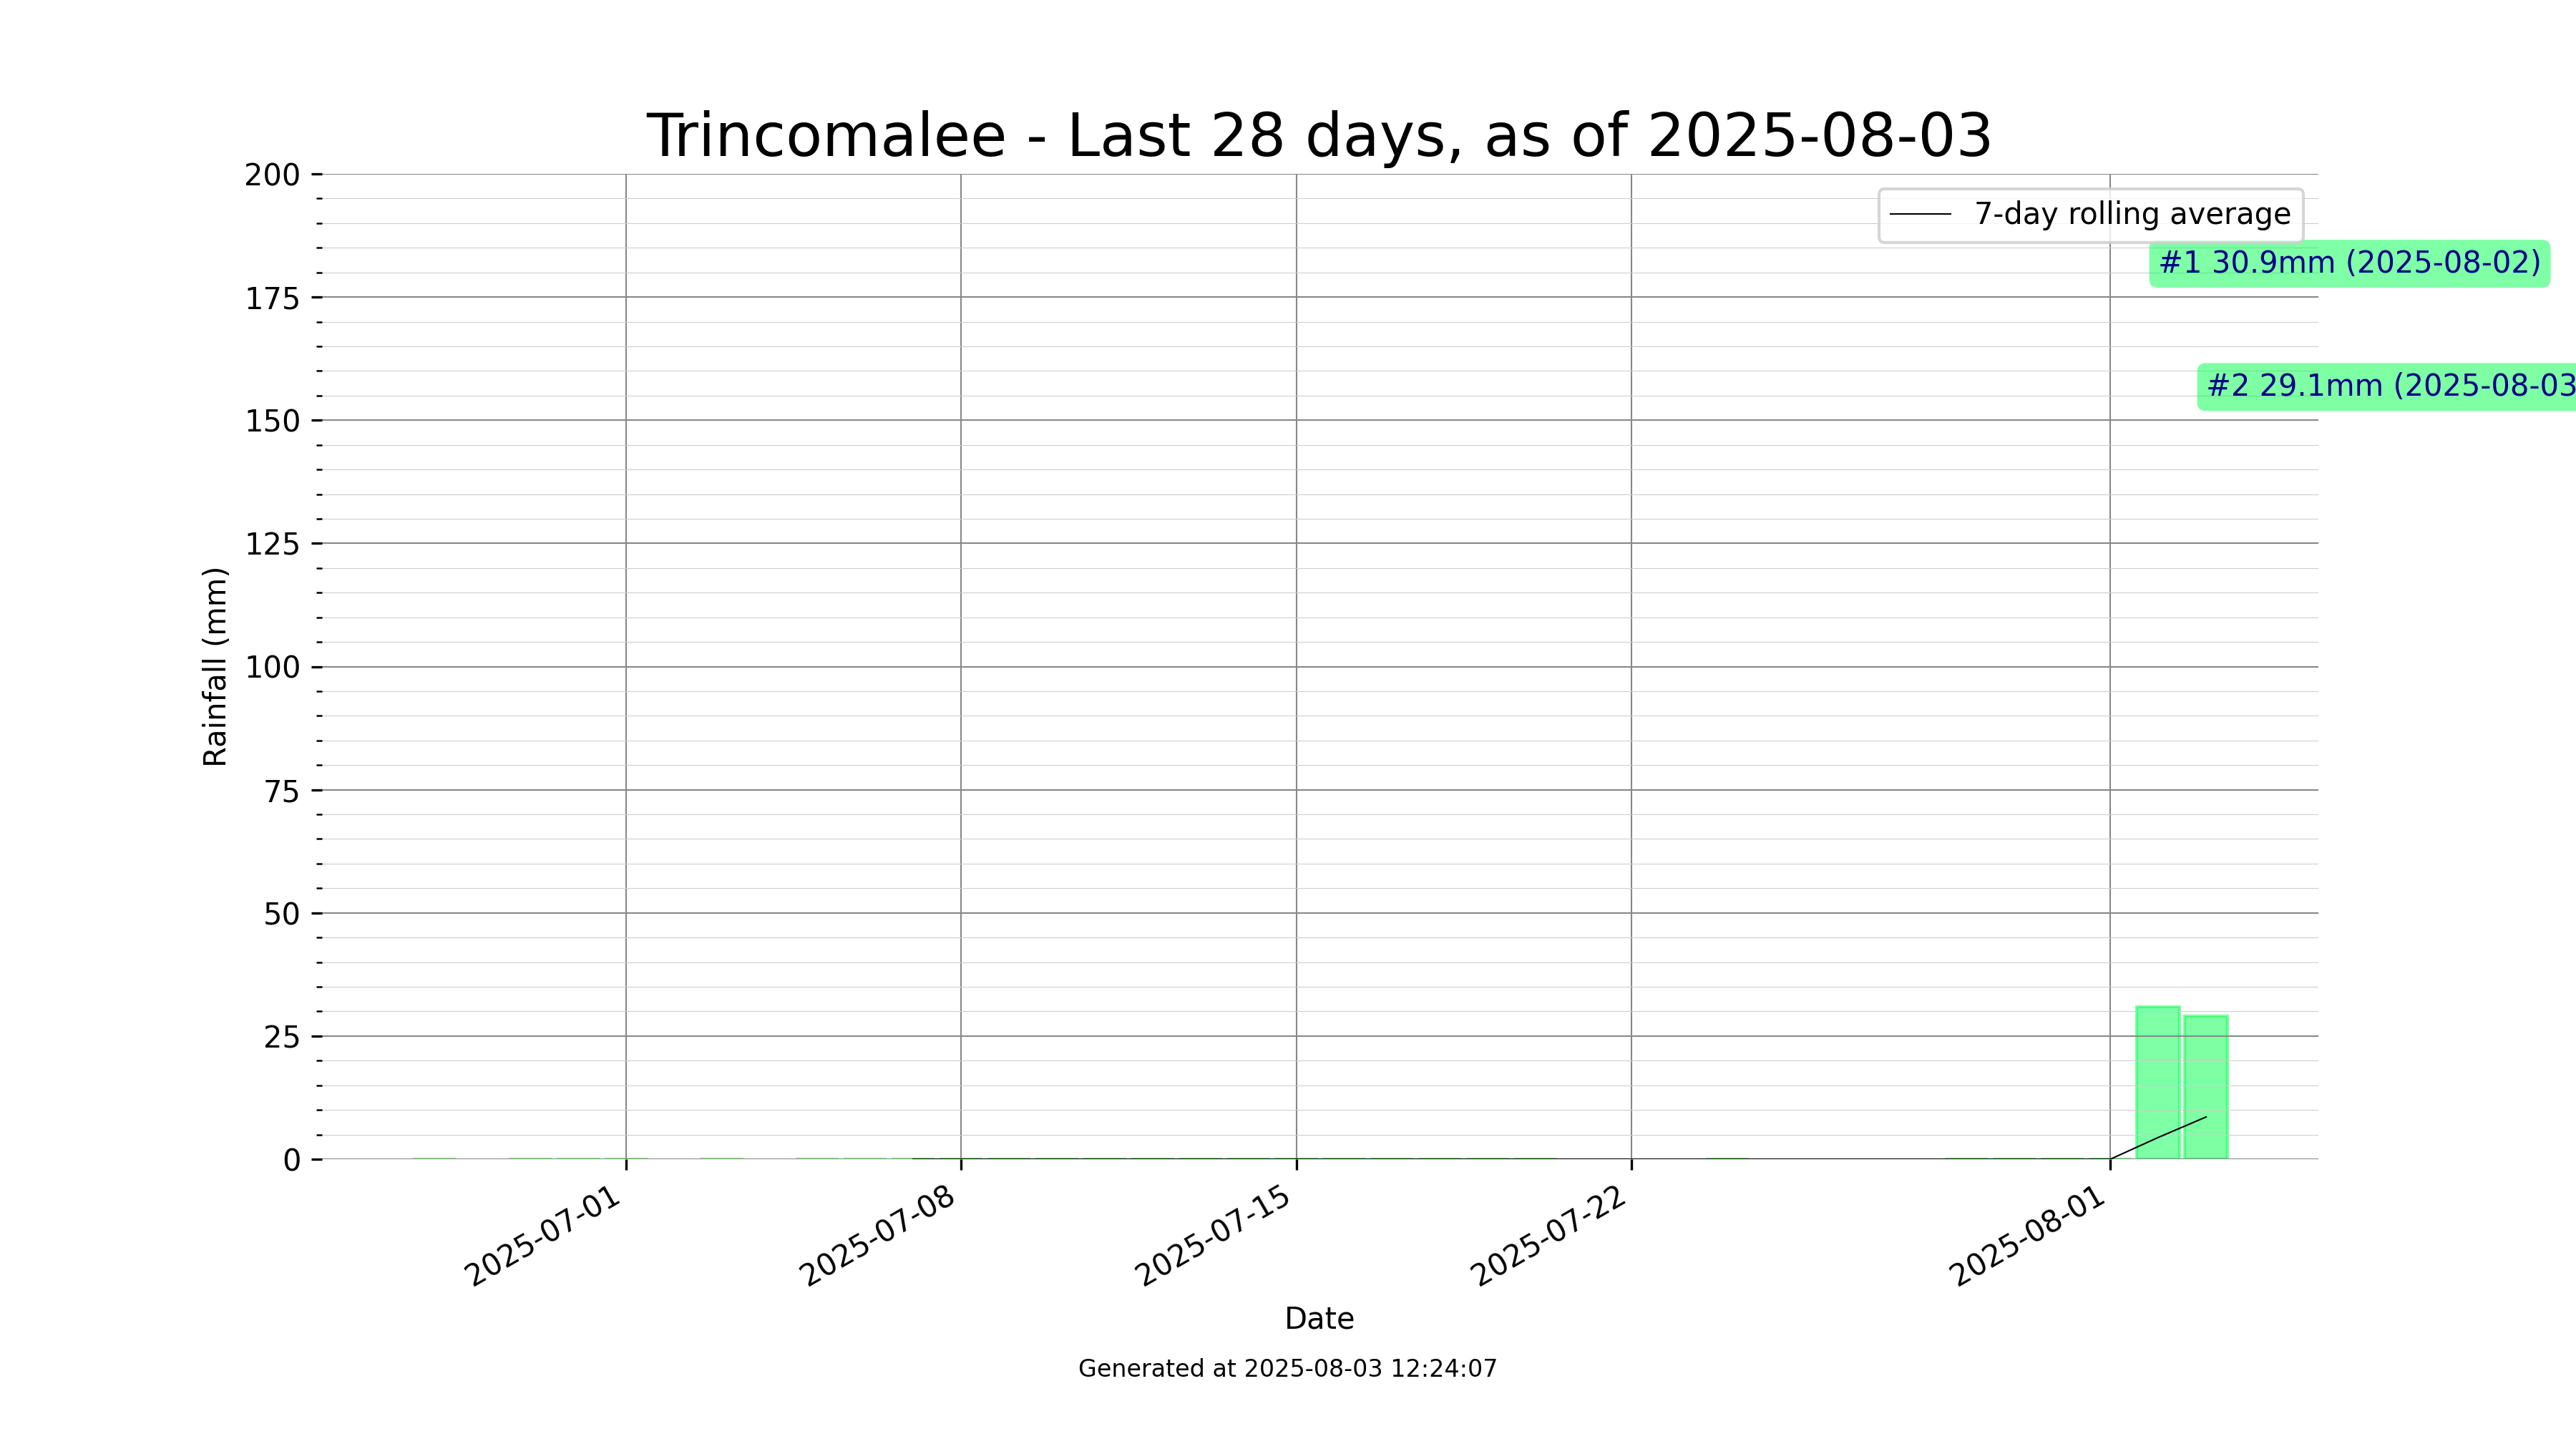 Trincomalee - Last 28 days, as of 2025-08-03
7-day rolling average
#1 30.9mm (2025-08-02)
#2 29.1mm (2025-08-03
Rainfall (mm)
200
175
150
125
100
75
50
25
0
2025-07-01
2025-07-08
2025-07-15
2025-07-22
2025-08-01
Date
Generated at 2025-08-03 12:24:07